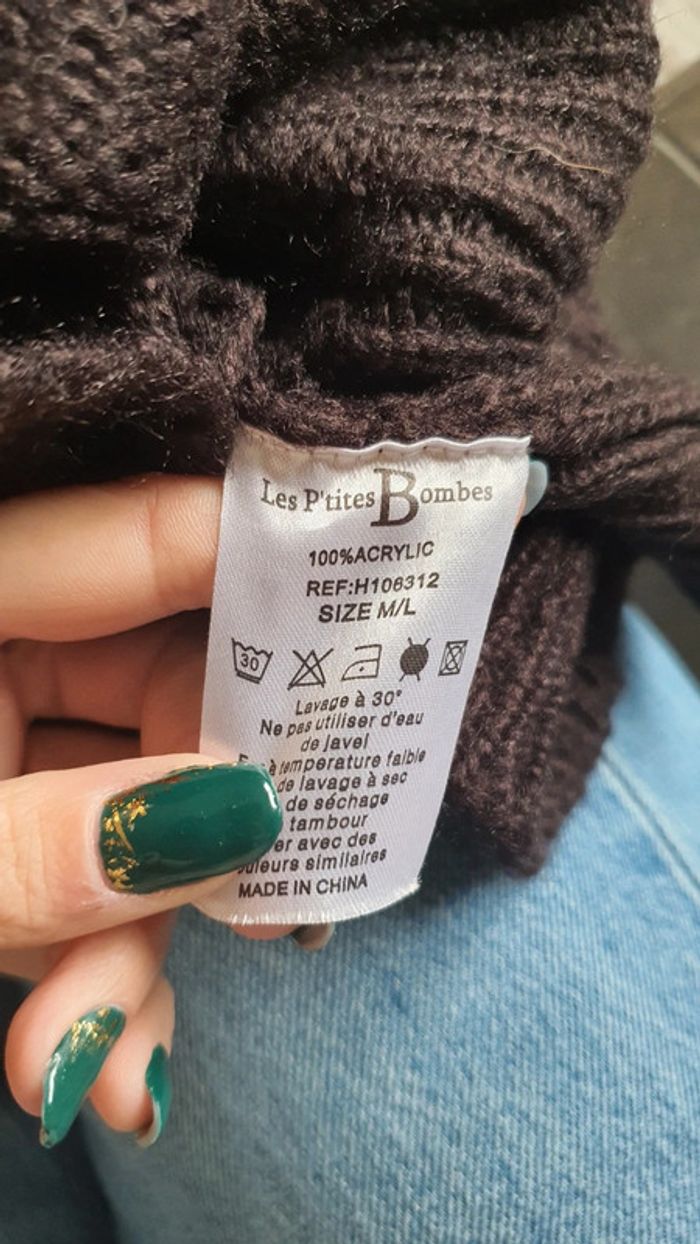 Les P'tites Bombes
100%ACRYLIC
REF:H106312
SIZE M/L
30
Lavage à 30°
Ne pas utiliser d'eau
de javel
à température faible
de lavage à sec
de séchage
tambour
avec des
similaires
MADE IN CHINA